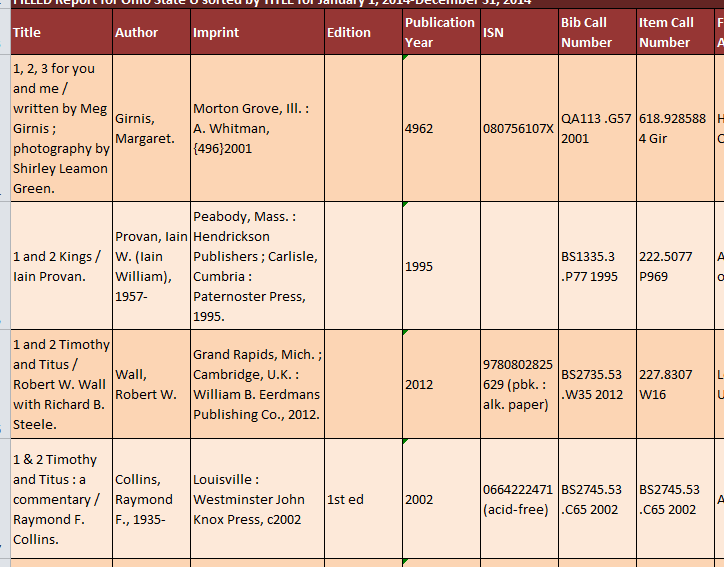 FILLED Report for Ohio State U sorted by TITLE for January 1, 2014-December 31, 2014
Title
Author
Imprint
Edition
Publication
Year
ISN
Bib Call
Number
Item Call
Number
1, 2, 3 for you
and me /
written by Meg
Girnis ;
photography by
Shirley Leamon
Green.
Girnis,
Margaret.
Morton Grove, Ill. :
A. Whitman,
{496}2001
4962
080756107X
QA113 .G57
2001
618.928588
4 Gir
1 and 2 Kings /
Iain Provan.
Provan, Iain
W. (Iain
William),
1957-
Peabody, Mass. :
Hendrickson
Publishers ; Carlisle,
Cumbria :
Paternoster Press,
1995.
1995
BS1335.3
.P77 1995
222.5077
P969
1 and 2 Timothy
and Titus /
Robert W. Wall
with Richard B.
Steele.
Wall,
Robert W.
Grand Rapids, Mich. ;
Cambridge, U.K. :
William B. Eerdmans
Publishing Co., 2012.
2012
9780802825
629 (pbk. :
alk. paper)
BS2735.53
.W35 2012
227.8307
W16
1 & 2 Timothy
and Titus : a
commentary /
Raymond F.
Collins.
Collins,
Raymond
F., 1935-
Louisville :
Westminster John
Knox Press, c2002
1st ed
2002
0664222471
(acid-free)
BS2745.53
.C65 2002
BS2745.53
.C65 2002